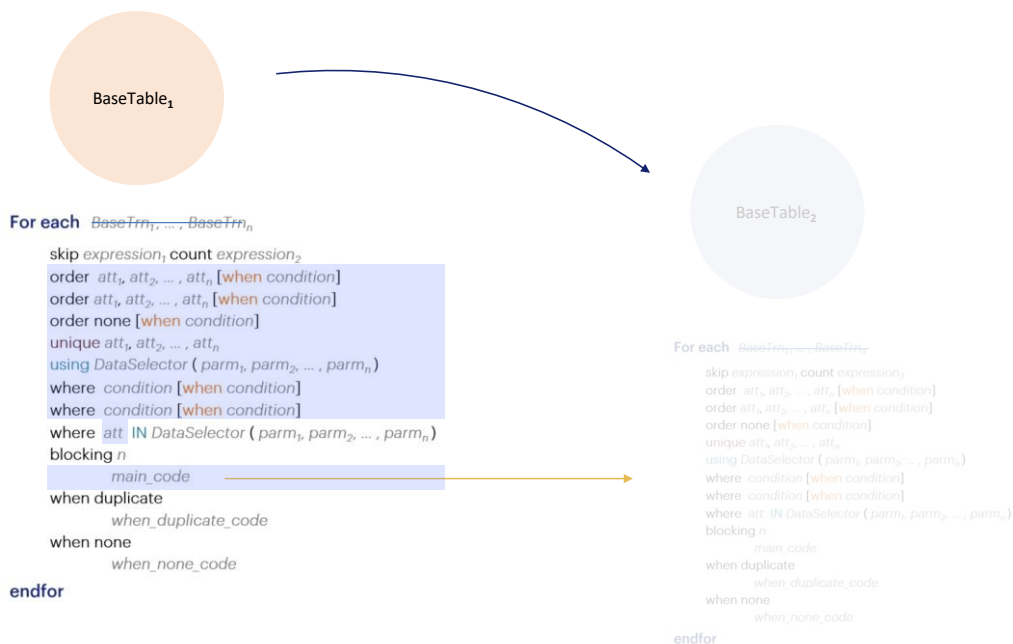 BaseTable₁
For each BaseTrn₁, ... , BaseTrnₙ
skip expression₁ count expression₂
order att₁, att₂, ... , attₙ [when condition]
order att₁, att₂, ... , attₙ [when condition]
order none [when condition]
unique att₁, att₂, ... , attₙ
using DataSelector ( parm₁, parm₂, ... , parmₙ)
where condition [when condition]
where condition [when condition]
where att IN DataSelector ( parm₁, parm₂, ... , parmₙ)
blocking n
main_code
when duplicate
when_duplicate_code
when none
when_none_code
endfor
BaseTable₂
For each BaseTrn₁, ... , BaseTrnₙ
skip expression₁ count expression₂
order att₁, att₂, ... , attₙ [when condition]
order att₁, att₂, ... , attₙ [when condition]
order none [when condition]
unique att₁, att₂, ... , attₙ
using DataSelector ( parm₁, parm₂, ... , parmₙ)
where condition [when condition]
where condition [when condition]
where att IN DataSelector ( parm₁, parm₂, ... , parmₙ)
blocking n
main_code
when duplicate
when_duplicate_code
when none
when_none_code
endfor